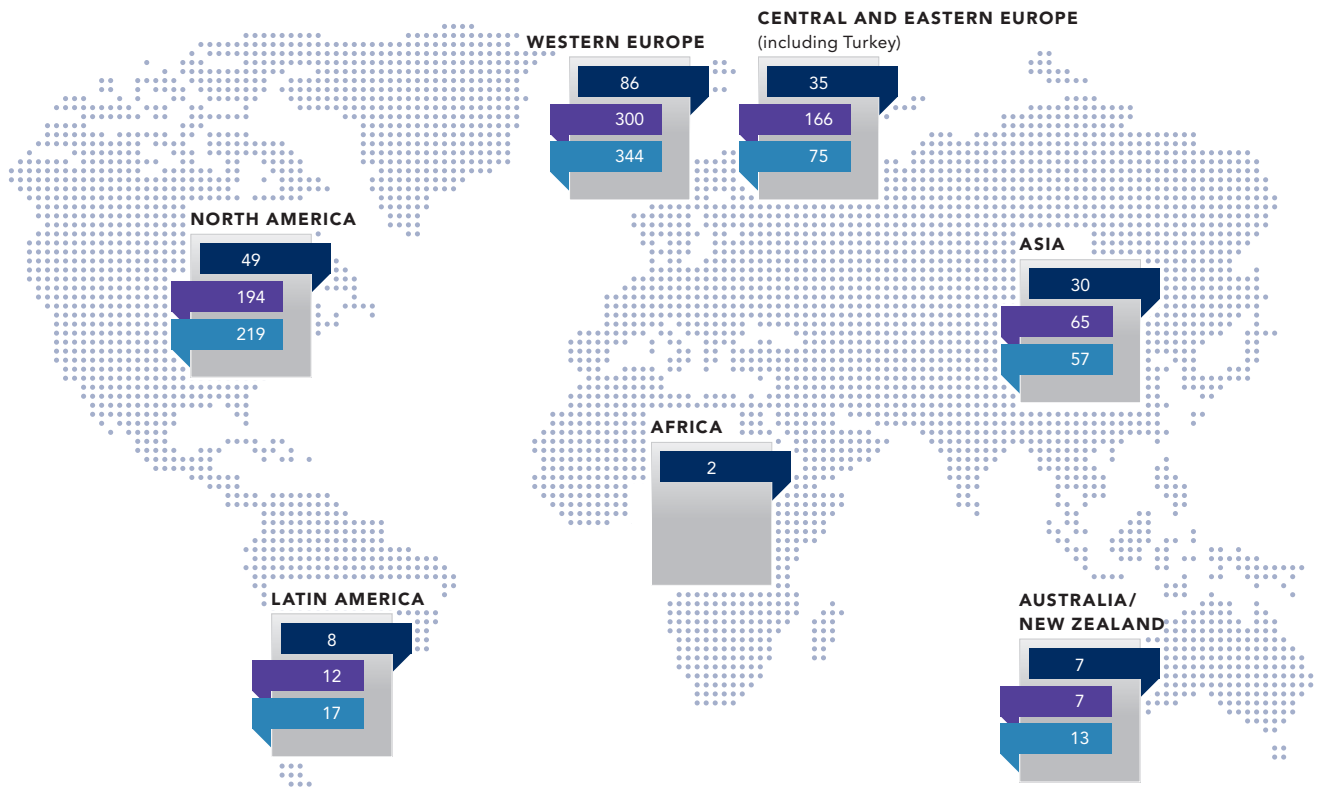 CENTRAL AND EASTERN EUROPE
(including Turkey)
35
166
75
WESTERN EUROPE
86
300
344
NORTH AMERICA
49
194
219
ASIA
30
65
57
AFRICA
2
LATIN AMERICA
8
12
17
AUSTRALIA/
NEW ZEALAND
7
7
13